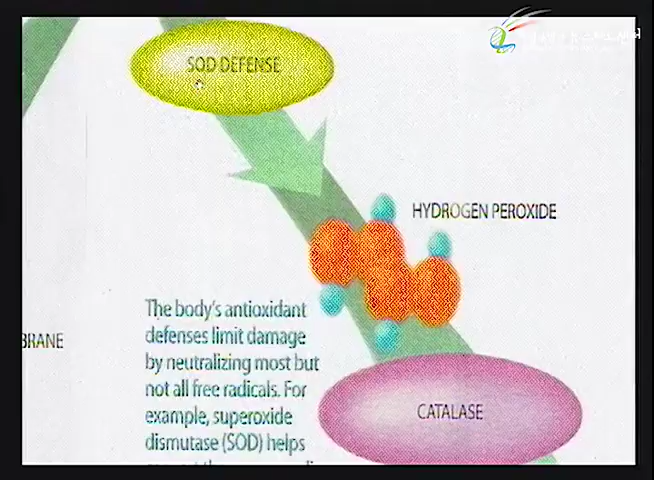 SOD DEFENSE
HYDROGEN PEROXIDE
The body's antioxidant
defenses limit damage
by neutralizing most but
not all free radicals. For
example, superoxide
dismutase (SOD) helps
BRANE
CATALASE